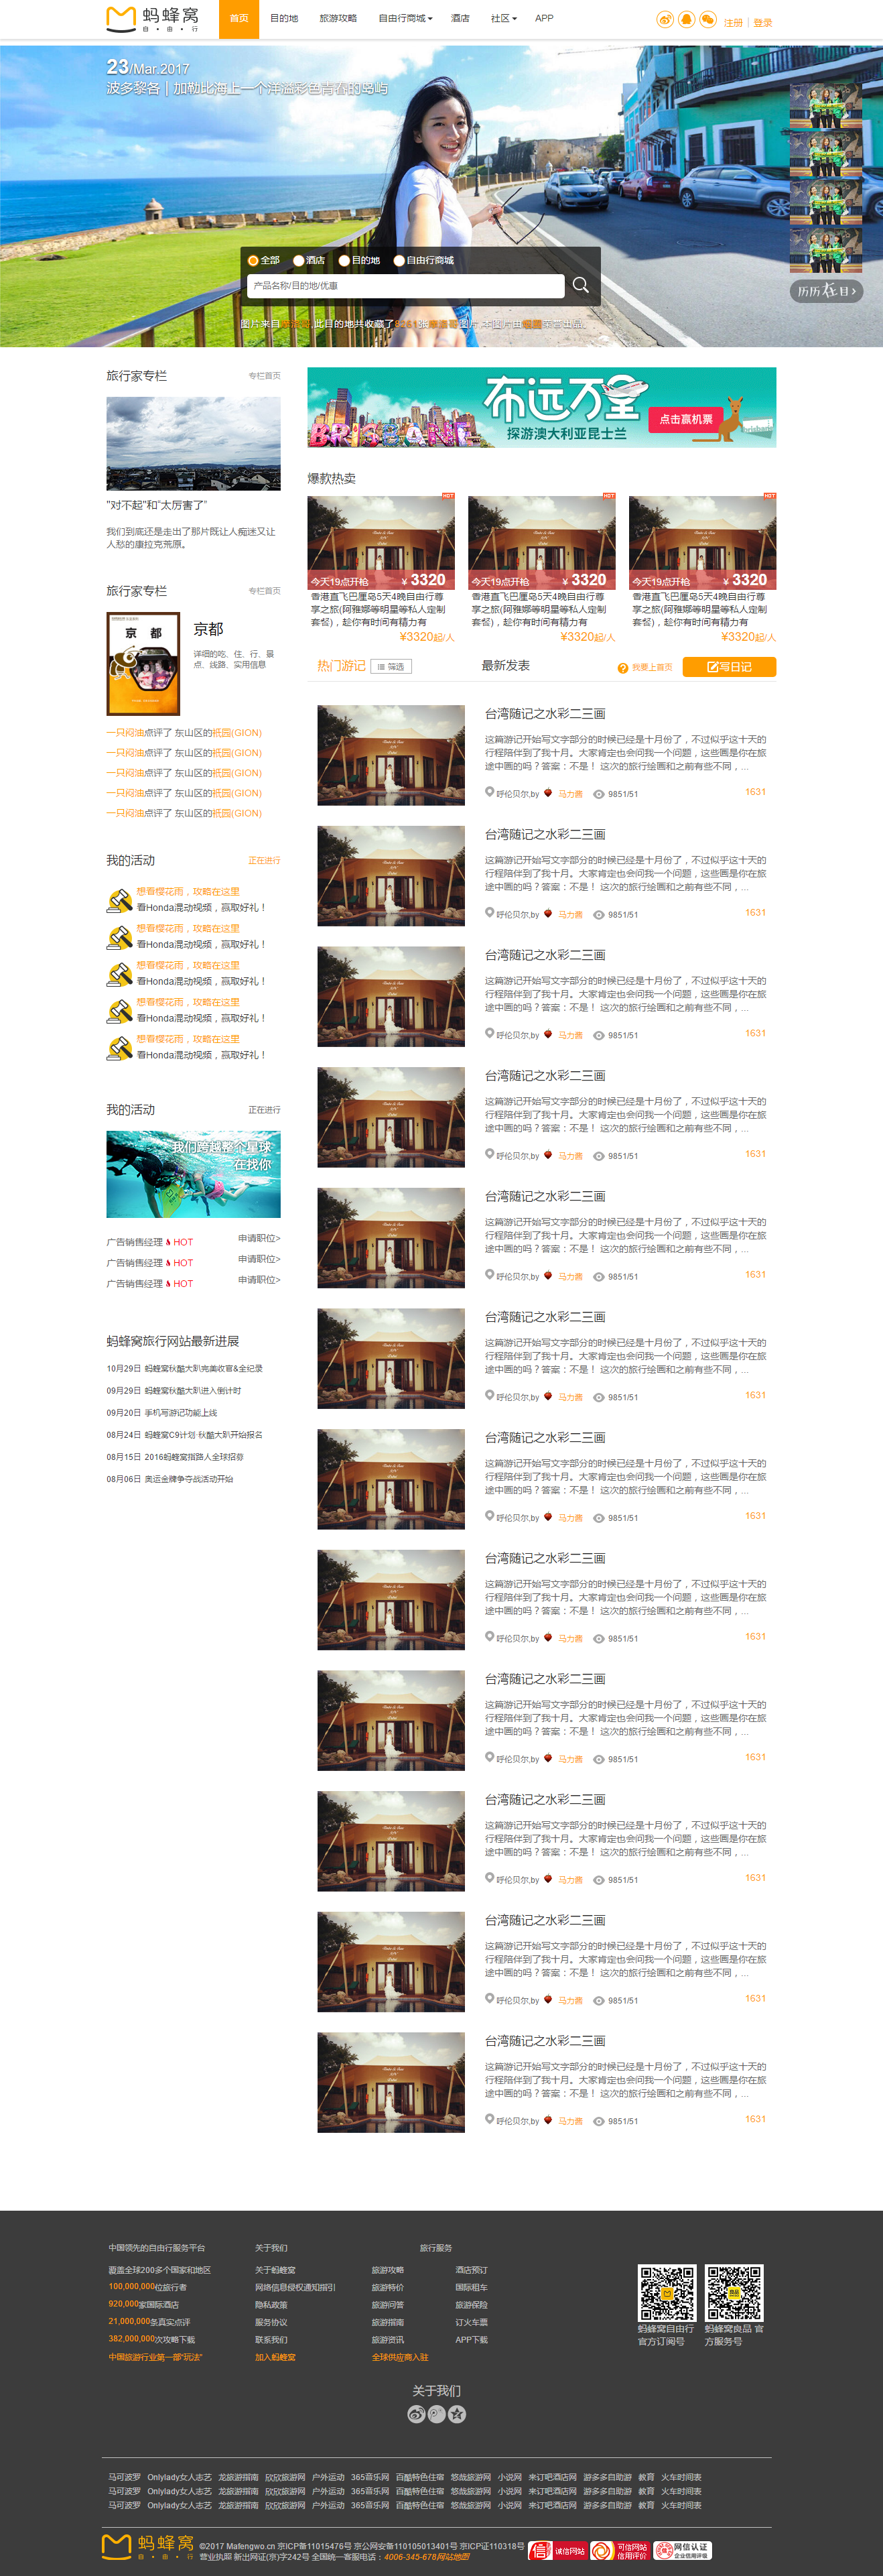 蚂蜂窝
自·由·行
首页 目的地 旅游攻略 自由行商城 酒店 社区 APP
注册 | 登录
23/Mar.2017
波多黎各 | 加勒比海上一个洋溢彩色青春的岛屿
全部 酒店 目的地 自由行商城
产品名称/目的地/优惠
历历在目>
旅行家专栏 专栏首页
"对不起"和“太厉害了”
我们到底还是走出了那片既让人痴迷又让
人愁的唐拉克荒原。
旅行家专栏 专栏首页
京都
京都
详细的吃、住、行、景
点、线路、实用信息
一只闷油点评了 东山区的祇园(GION)
一只闷油点评了 东山区的祇园(GION)
一只闷油点评了 东山区的祇园(GION)
一只闷油点评了 东山区的祇园(GION)
一只闷油点评了 东山区的祇园(GION)
我的活动 正在进行
想看樱花雨，攻略在这里
看Honda混动视频，赢取好礼！
想看樱花雨，攻略在这里
看Honda混动视频，赢取好礼！
想看樱花雨，攻略在这里
看Honda混动视频，赢取好礼！
想看樱花雨，攻略在这里
看Honda混动视频，赢取好礼！
想看樱花雨，攻略在这里
看Honda混动视频，赢取好礼！
我的活动 正在进行
我们跨越整个星球
在找你
广告销售经理 HOT 申请职位>
广告销售经理 HOT 申请职位>
广告销售经理 HOT 申请职位>
蚂蜂窝旅行网站最新进展
10月29日 蚂蜂窝秋酷大趴完美收官&全纪录
09月29日 蚂蜂窝秋酷大趴进入倒计时
09月20日 手机写游记功能上线
08月24日 蚂蜂窝C9计划·秋酷大趴开始报名
08月15日 2016蚂蜂窝指路人全球招募
08月06日 奥运金牌争夺战活动开始
BRISBANE
布远万里
探游澳大利亚昆士兰
点击赢机票
爆款热卖
HOT HOT HOT
今天19点开枪 ¥ 3320 今天19点开枪 ¥ 3320 今天19点开枪 ¥ 3320
香港直飞巴厘岛5天4晚自由行尊 香港直飞巴厘岛5天4晚自由行尊 香港直飞巴厘岛5天4晚自由行尊
享之旅(阿雅娜等明星等私人定制 享之旅(阿雅娜等明星等私人定制 享之旅(阿雅娜等明星等私人定制
套餐)，趁你有时间有精力有 套餐)，趁你有时间有精力有 套餐)，趁你有时间有精力有
¥3320起/人 ¥3320起/人 ¥3320起/人
热门游记 筛选 最新发表 我要上首页 写日记
台湾随记之水彩二三画
这篇游记开始写文字部分的时候已经是十月份了，不过似乎这十天的
行程陪伴到了我十月。大家肯定也会问我一个问题，这些画是你在旅
途中画的吗？答案：不是！ 这次的旅行绘画和之前有些不同，...
呼伦贝尔,by 马力酱 9851/51 1631
台湾随记之水彩二三画
这篇游记开始写文字部分的时候已经是十月份了，不过似乎这十天的
行程陪伴到了我十月。大家肯定也会问我一个问题，这些画是你在旅
途中画的吗？答案：不是！ 这次的旅行绘画和之前有些不同，...
呼伦贝尔,by 马力酱 9851/51 1631
台湾随记之水彩二三画
这篇游记开始写文字部分的时候已经是十月份了，不过似乎这十天的
行程陪伴到了我十月。大家肯定也会问我一个问题，这些画是你在旅
途中画的吗？答案：不是！ 这次的旅行绘画和之前有些不同，...
呼伦贝尔,by 马力酱 9851/51 1631
台湾随记之水彩二三画
这篇游记开始写文字部分的时候已经是十月份了，不过似乎这十天的
行程陪伴到了我十月。大家肯定也会问我一个问题，这些画是你在旅
途中画的吗？答案：不是！ 这次的旅行绘画和之前有些不同，...
呼伦贝尔,by 马力酱 9851/51 1631
台湾随记之水彩二三画
这篇游记开始写文字部分的时候已经是十月份了，不过似乎这十天的
行程陪伴到了我十月。大家肯定也会问我一个问题，这些画是你在旅
途中画的吗？答案：不是！ 这次的旅行绘画和之前有些不同，...
呼伦贝尔,by 马力酱 9851/51 1631
台湾随记之水彩二三画
这篇游记开始写文字部分的时候已经是十月份了，不过似乎这十天的
行程陪伴到了我十月。大家肯定也会问我一个问题，这些画是你在旅
途中画的吗？答案：不是！ 这次的旅行绘画和之前有些不同，...
呼伦贝尔,by 马力酱 9851/51 1631
台湾随记之水彩二三画
这篇游记开始写文字部分的时候已经是十月份了，不过似乎这十天的
行程陪伴到了我十月。大家肯定也会问我一个问题，这些画是你在旅
途中画的吗？答案：不是！ 这次的旅行绘画和之前有些不同，...
呼伦贝尔,by 马力酱 9851/51 1631
台湾随记之水彩二三画
这篇游记开始写文字部分的时候已经是十月份了，不过似乎这十天的
行程陪伴到了我十月。大家肯定也会问我一个问题，这些画是你在旅
途中画的吗？答案：不是！ 这次的旅行绘画和之前有些不同，...
呼伦贝尔,by 马力酱 9851/51 1631
台湾随记之水彩二三画
这篇游记开始写文字部分的时候已经是十月份了，不过似乎这十天的
行程陪伴到了我十月。大家肯定也会问我一个问题，这些画是你在旅
途中画的吗？答案：不是！ 这次的旅行绘画和之前有些不同，...
呼伦贝尔,by 马力酱 9851/51 1631
台湾随记之水彩二三画
这篇游记开始写文字部分的时候已经是十月份了，不过似乎这十天的
行程陪伴到了我十月。大家肯定也会问我一个问题，这些画是你在旅
途中画的吗？答案：不是！ 这次的旅行绘画和之前有些不同，...
呼伦贝尔,by 马力酱 9851/51 1631
台湾随记之水彩二三画
这篇游记开始写文字部分的时候已经是十月份了，不过似乎这十天的
行程陪伴到了我十月。大家肯定也会问我一个问题，这些画是你在旅
途中画的吗？答案：不是！ 这次的旅行绘画和之前有些不同，...
呼伦贝尔,by 马力酱 9851/51 1631
台湾随记之水彩二三画
这篇游记开始写文字部分的时候已经是十月份了，不过似乎这十天的
行程陪伴到了我十月。大家肯定也会问我一个问题，这些画是你在旅
途中画的吗？答案：不是！ 这次的旅行绘画和之前有些不同，...
呼伦贝尔,by 马力酱 9851/51 1631
中国领先的自由行服务平台 关于我们 旅行服务
覆盖全球200多个国家和地区 关于蚂蜂窝 旅游攻略 酒店预订
100,000,000位旅行者 网络信息侵权通知指引 旅游特价 国际租车
920,000家国际酒店 隐私政策 旅游问答 旅游保险
21,000,000条真实点评 服务协议 旅游指南 订火车票
382,000,000次攻略下载 联系我们 旅游资讯 APP下载
中国旅游行业第一部“玩法” 加入蚂蜂窝 全球供应商入驻
蚂蜂窝自由行 蚂蜂窝良品 官
官方订阅号 方服务号
关于我们
马可波罗 Onlylady女人志艺 龙旅游指南 欣欣旅游网 户外运动 365音乐网 百酷特色住宿 悠哉旅游网 小说网 来订吧酒店网 游多多自助游 教育 火车时间表
马可波罗 Onlylady女人志艺 龙旅游指南 欣欣旅游网 户外运动 365音乐网 百酷特色住宿 悠哉旅游网 小说网 来订吧酒店网 游多多自助游 教育 火车时间表
马可波罗 Onlylady女人志艺 龙旅游指南 欣欣旅游网 户外运动 365音乐网 百酷特色住宿 悠哉旅游网 小说网 来订吧酒店网 游多多自助游 教育 火车时间表
蚂蜂窝
自·由·行
©2017 Mafengwo.cn 京ICP备11015476号 京公网安备110105013401号 京ICP证110318号
营业执照 新出网证(京)字242号 全国统一客服电话：4006-345-678网站地图
诚信网站
可信网站
信用评价
网信认证
企业信用评级